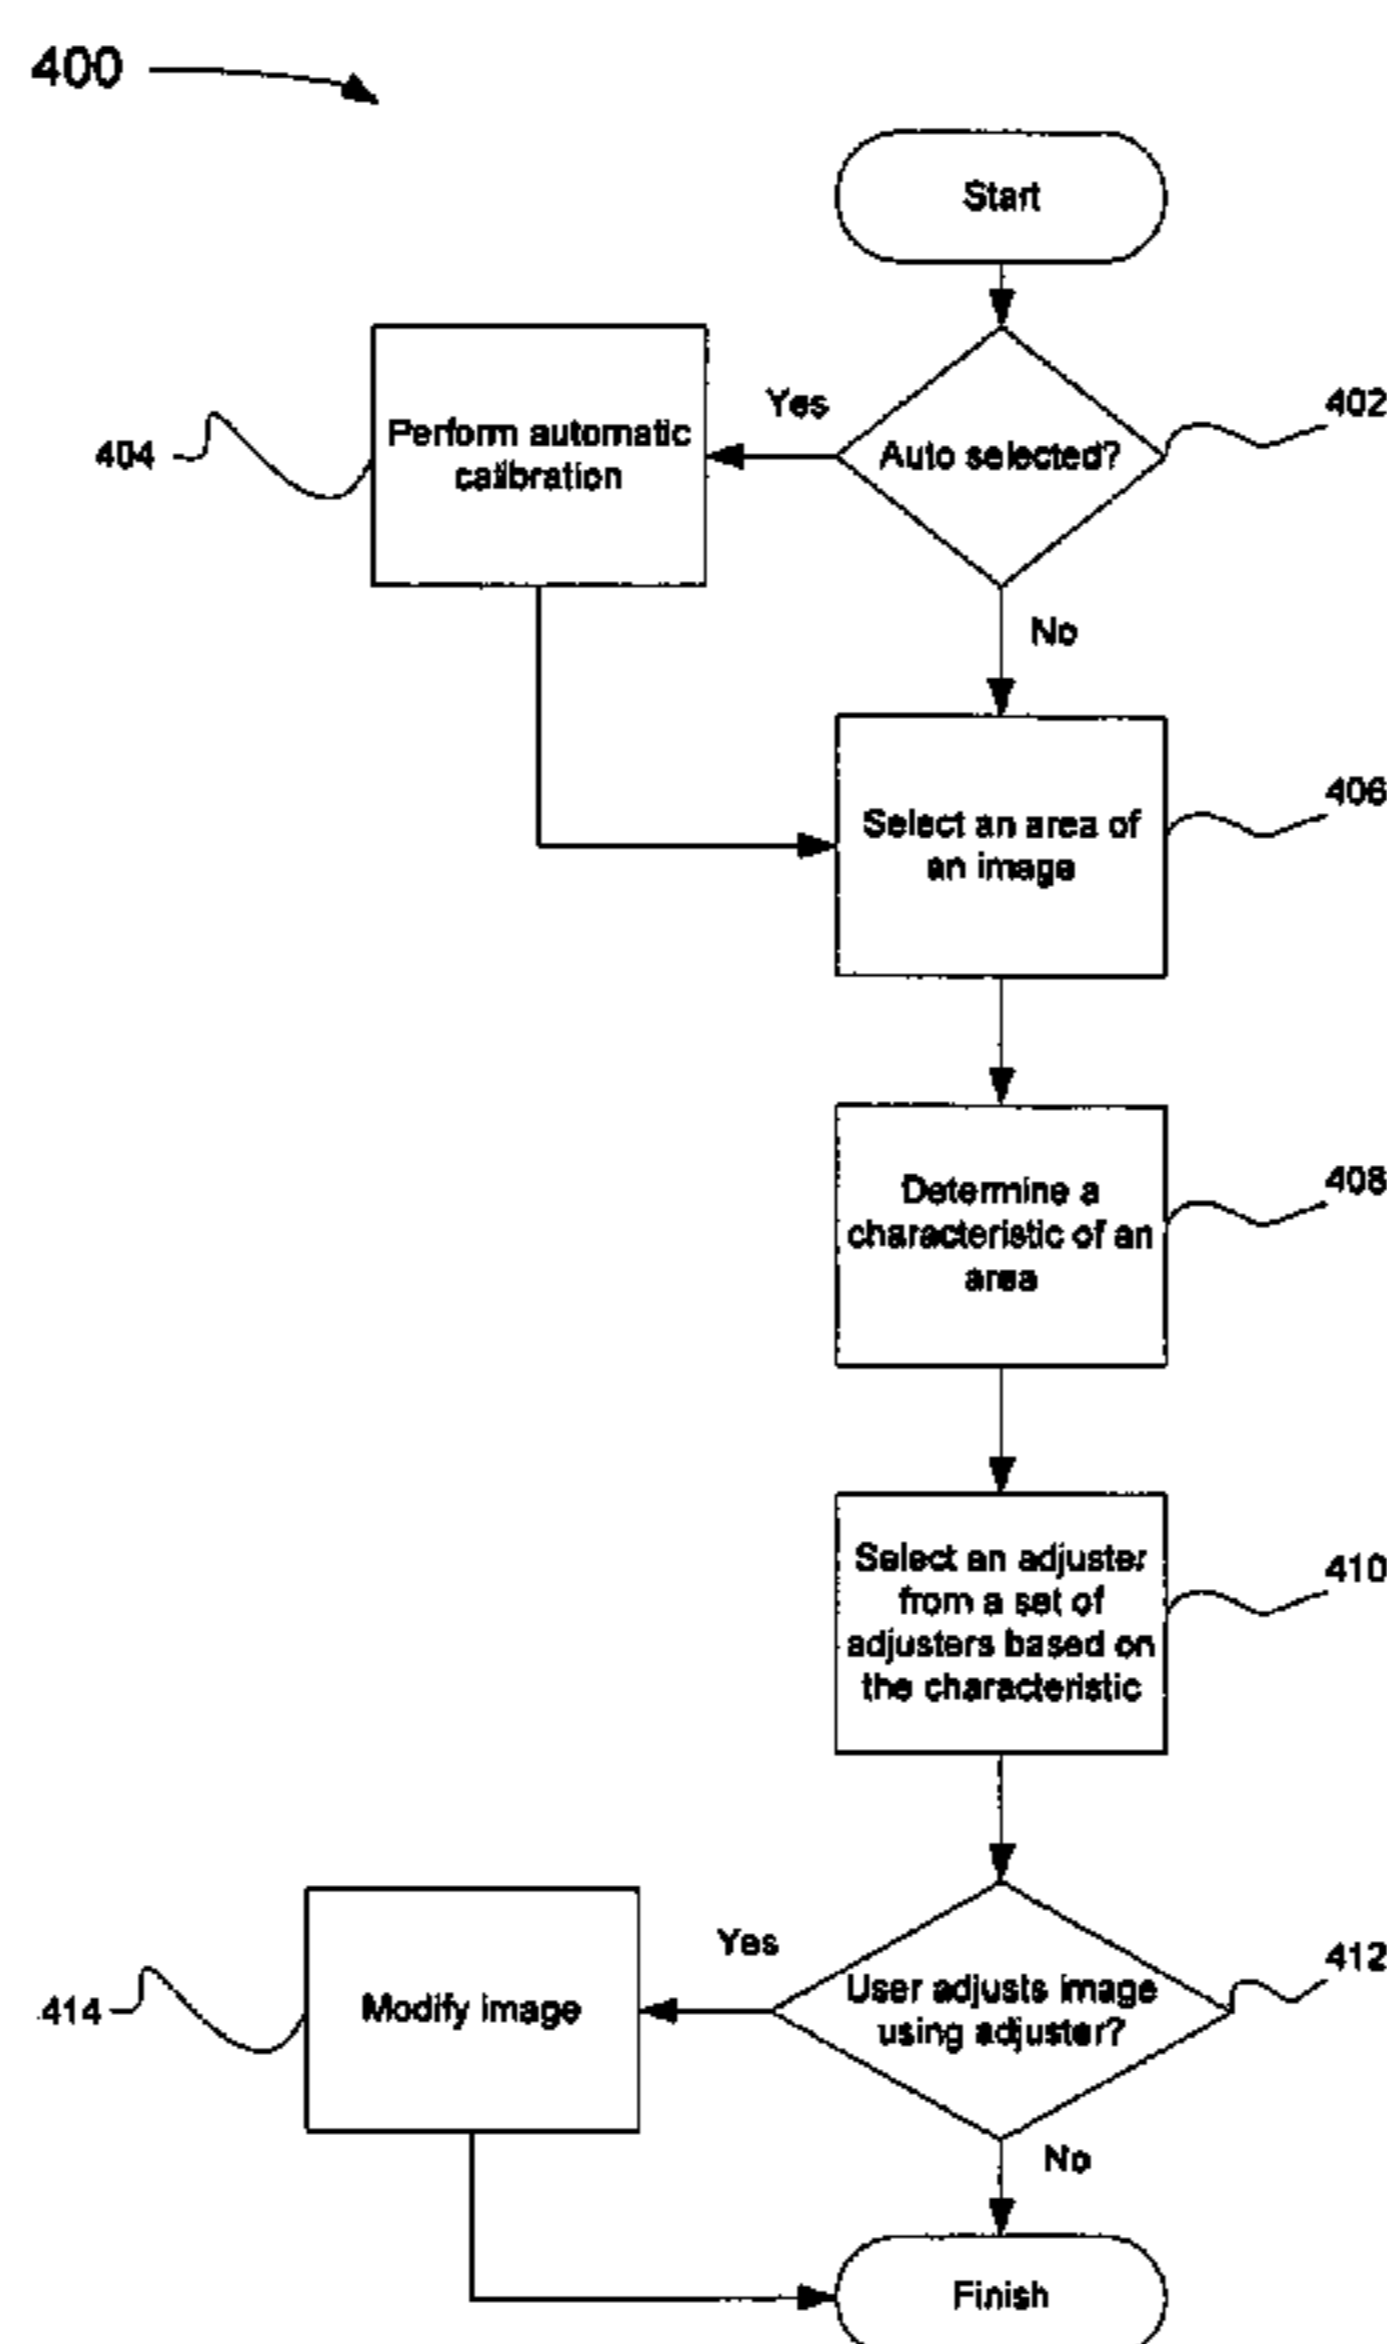 400
Start
Yes
402
Auto selected?
404
Perform automatic
calibration
No
406
Select an area of
an image
408
Determine a
characteristic of an
area
410
Select an adjuster
from a set of
adjusters based on
the characteristic
Yes
412
User adjusts image
using adjuster?
414
Modify image
No
Finish